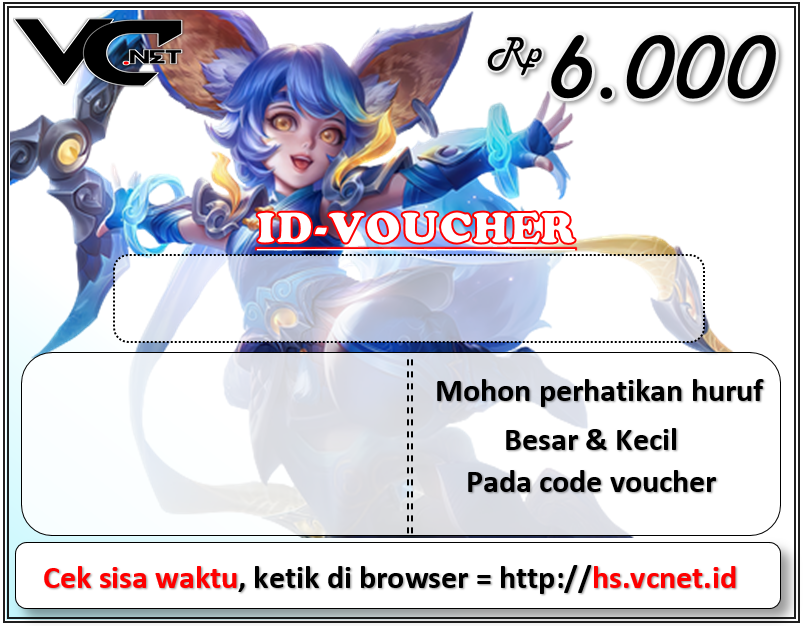 VC.NET
Rp 6.000
ID-VOUCHER
Mohon perhatikan huruf
Besar & Kecil
Pada code voucher
Cek sisa waktu, ketik di browser = http://hs.vcnet.id